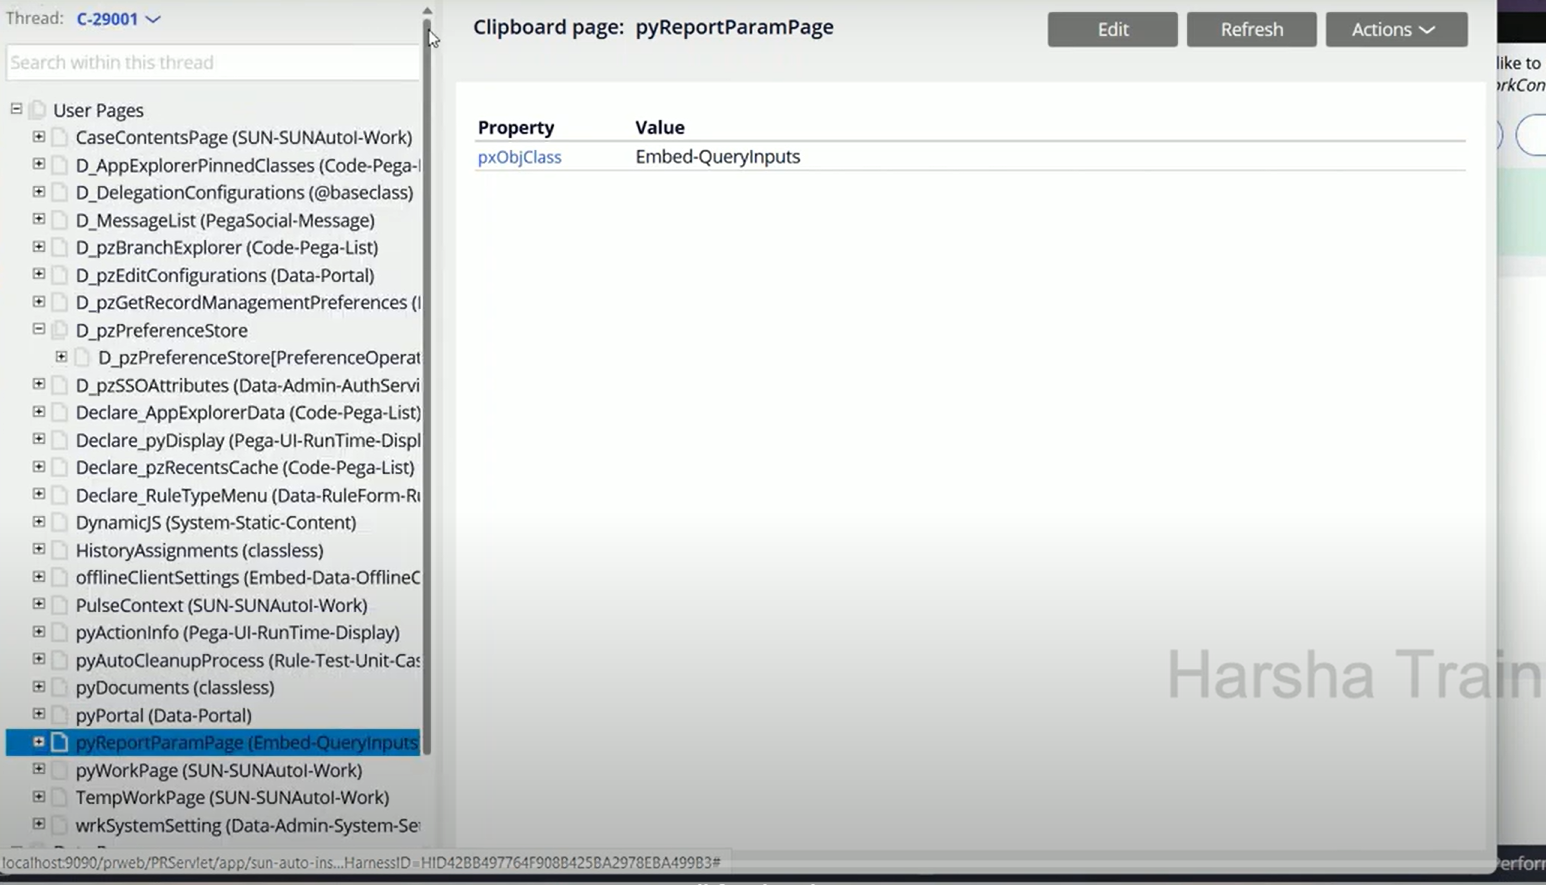 Thread: C-29001
Search within this thread
User Pages
CaseContentsPage (SUN-SUNAutoI-Work)
D_AppExplorerPinnedClasses (Code-Pega-
D_DelegationConfigurations (@baseclass)
D_MessageList (PegaSocial-Message)
D_pzBranchExplorer (Code-Pega-List)
D_pzEditConfigurations (Data-Portal)
D_pzGetRecordManagementPreferences (
D_pzPreferenceStore
D_pzPreferenceStore[PreferenceOperat
D_pzSSOAttributes (Data-Admin-AuthServi
Declare_AppExplorerData (Code-Pega-List)
Declare_pyDisplay (Pega-UI-RunTime-Displ
Declare_pzRecentsCache (Code-Pega-List)
Declare_RuleTypeMenu (Data-RuleForm-Ru
DynamicJS (System-Static-Content)
HistoryAssignments (classless)
offlineClientSettings (Embed-Data-OfflineC
PulseContext (SUN-SUNAutoI-Work)
pyActionInfo (Pega-UI-RunTime-Display)
pyAutoCleanupProcess (Rule-Test-Unit-Cas
pyDocuments (classless)
pyPortal (Data-Portal)
pyReportParamPage (Embed-QueryInputs
pyWorkPage (SUN-SUNAutoI-Work)
TempWorkPage (SUN-SUNAutoI-Work)
wrkSystemSetting (Data-Admin-System-Set
localhost:9090/prweb/PRServlet/app/sun-auto-ins...HarnessID=HID42BB497764F908B425BA2978EBA499B3#
Clipboard page: pyReportParamPage
Edit
Refresh
Actions
Property Value
pxObjClass Embed-QueryInputs
like to
orkCon
Harsha Train
Perfor